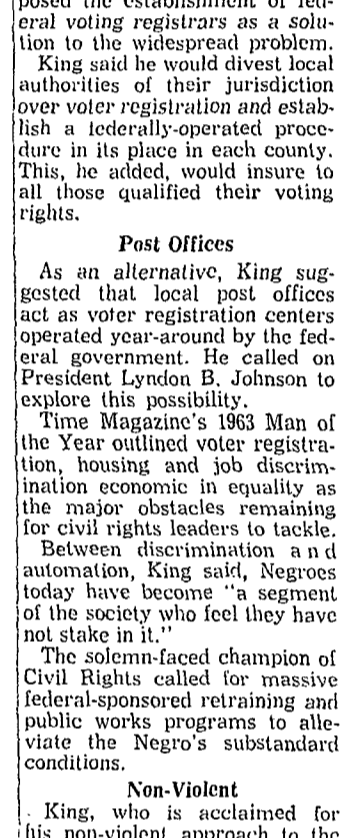 posed the establishment of fed-
eral voting registrars as a solu-
tion to the widespread problem.
King said he would divest local
authorities of their jurisdiction
over voter registration and estab-
lish a federally-operated proce-
dure in its place in each county.
This, he added, would insure to
all those qualified their voting
rights.
Post Offices
As an alternative, King sug-
gested that local post offices
act as voter registration centers
operated year-around by the fed-
eral government. He called on
President Lyndon B. Johnson to
explore this possibility.
Time Magazine's 1963 Man of
the Year outlined voter registra-
tion, housing and job discrim-
ination economic in equality as
the major obstacles remaining
for civil rights leaders to tackle.
Between discrimination and
automation, King said, Negroes
today have become "a segment
of the society who feel they have
not stake in it."
The solemn-faced champion of
Civil Rights called for massive
federal-sponsored retraining and
public works programs to alle-
viate the Negro's substandard
conditions.
Non-Violent
King, who is acclaimed for
his non-violent approach to the